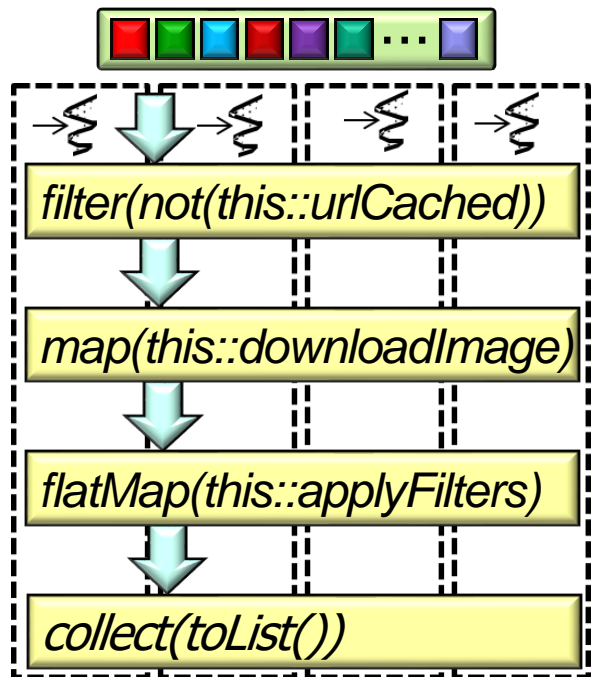 ...
filter(not(this::urlCached))
map(this::downloadImage)
flatMap(this::applyFilters)
collect(toList())